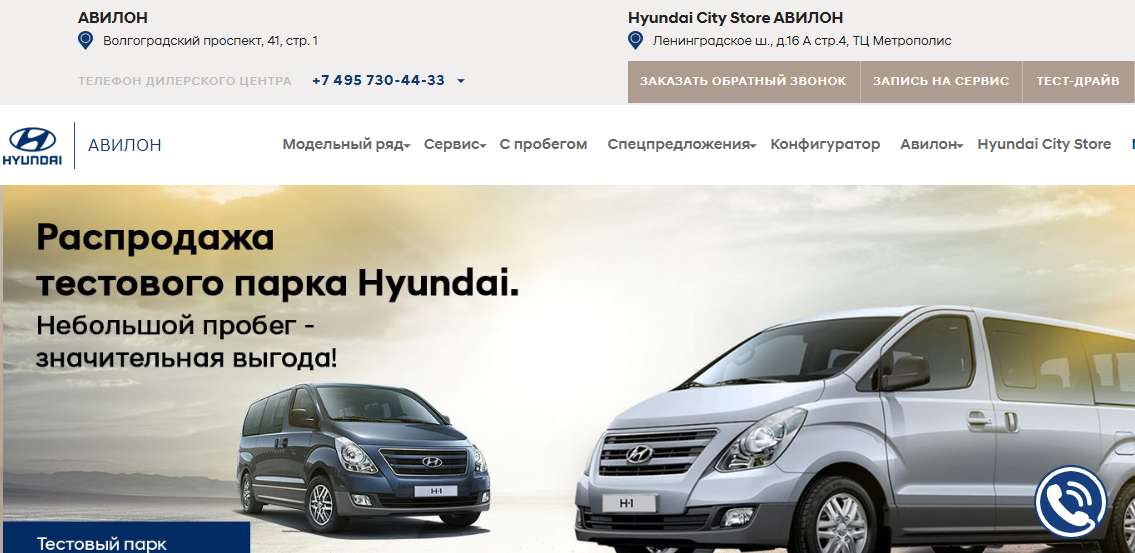 АВИЛОН
Волгоградский проспект, 41, стр. 1
ТЕЛЕФОН ДИЛЕРСКОГО ЦЕНТРА +7 495 730-44-33
Hyundai City Store АВИЛОН
Ленинградское ш., д.16 А стр.4, ТЦ Метрополис
ЗАКАЗАТЬ ОБРАТНЫЙ ЗВОНОК ЗАПИСЬ НА СЕРВИС ТЕСТ-ДРАЙВ
HYUNDAI АВИЛОН
Модельный ряд Сервис С пробегом Спецпредложения Конфигуратор Авилон Hyundai City Store
Распродажа
тестового парка Hyundai.
Небольшой пробег -
значительная выгода!
H-1
H-1
Тестовый парк